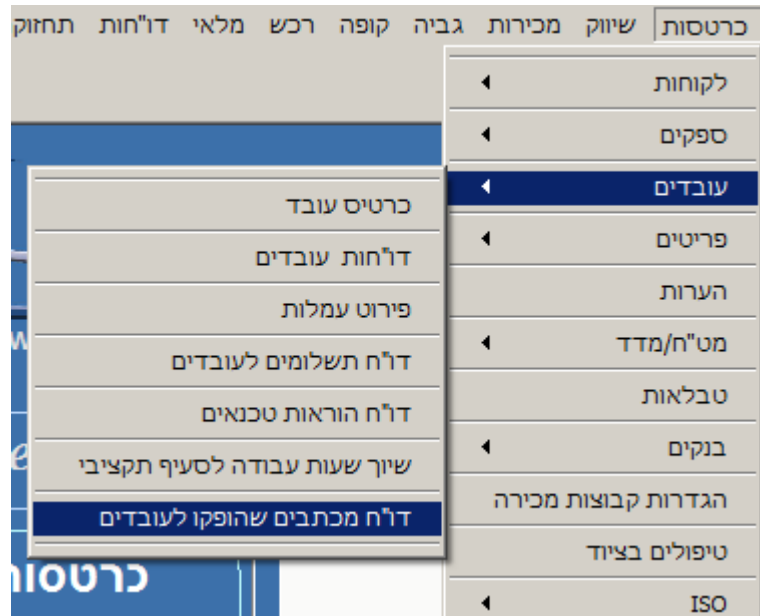 כרטסות שיווק מכירות גביה קופה רכש מלאי דו"חות תחזוק
לקוחות
ספקים
עובדים
פריטים
הערות
מט"ח/מדד
טבלאות
בנקים
הגדרות קבוצות מכירה
טיפולים בציוד
ISO
כרטיס עובד
דו"חות עובדים
פירוט עמלות
דו"ח תשלומים לעובדים
דו"ח הוראות טכנאים
שיוך שעות עבודה לסעיף תקציבי
דו"ח מכתבים שהופקו לעובדים
כרטסות